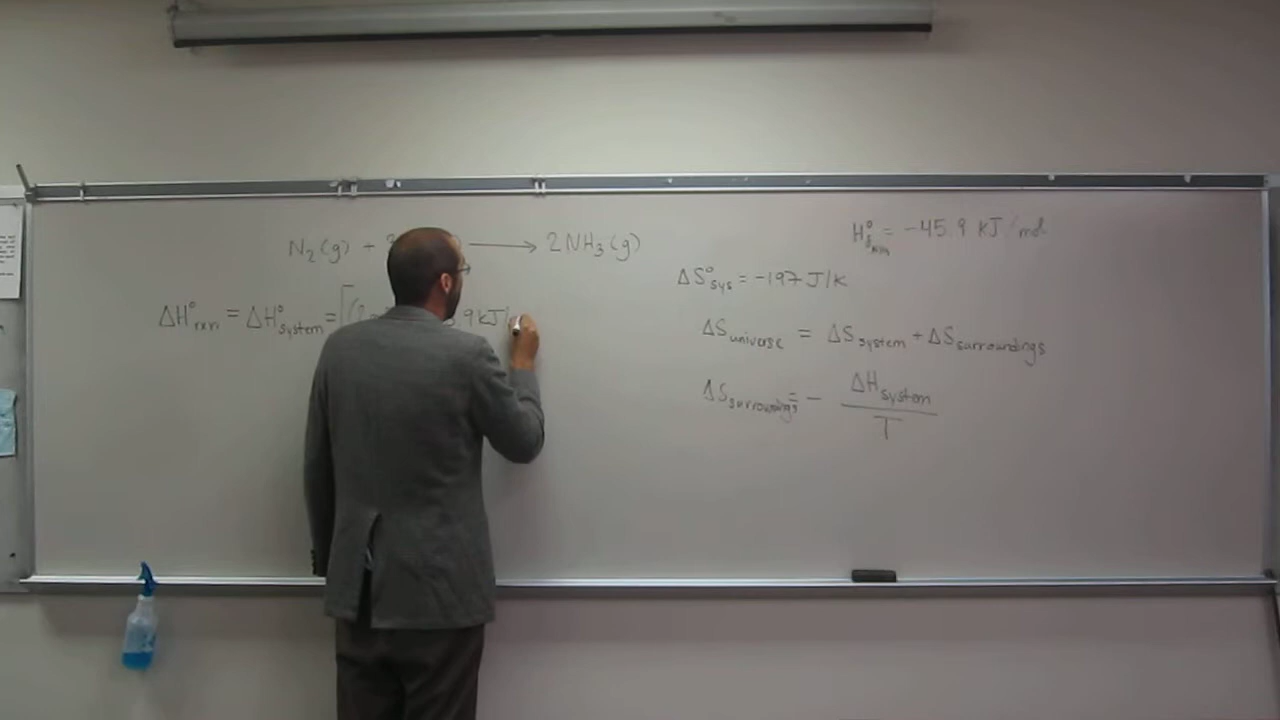 N₂(g) + → 2NH₃(g)
ΔH°rxn = ΔH°system = [(2 .9 kJ/
H°f NH₃ = -45.9 kJ/mol
ΔS°sys = -197 J/K
ΔSuniverse = ΔSsystem + ΔSsurroundings
ΔSsurroundings = - ΔHsystem
T